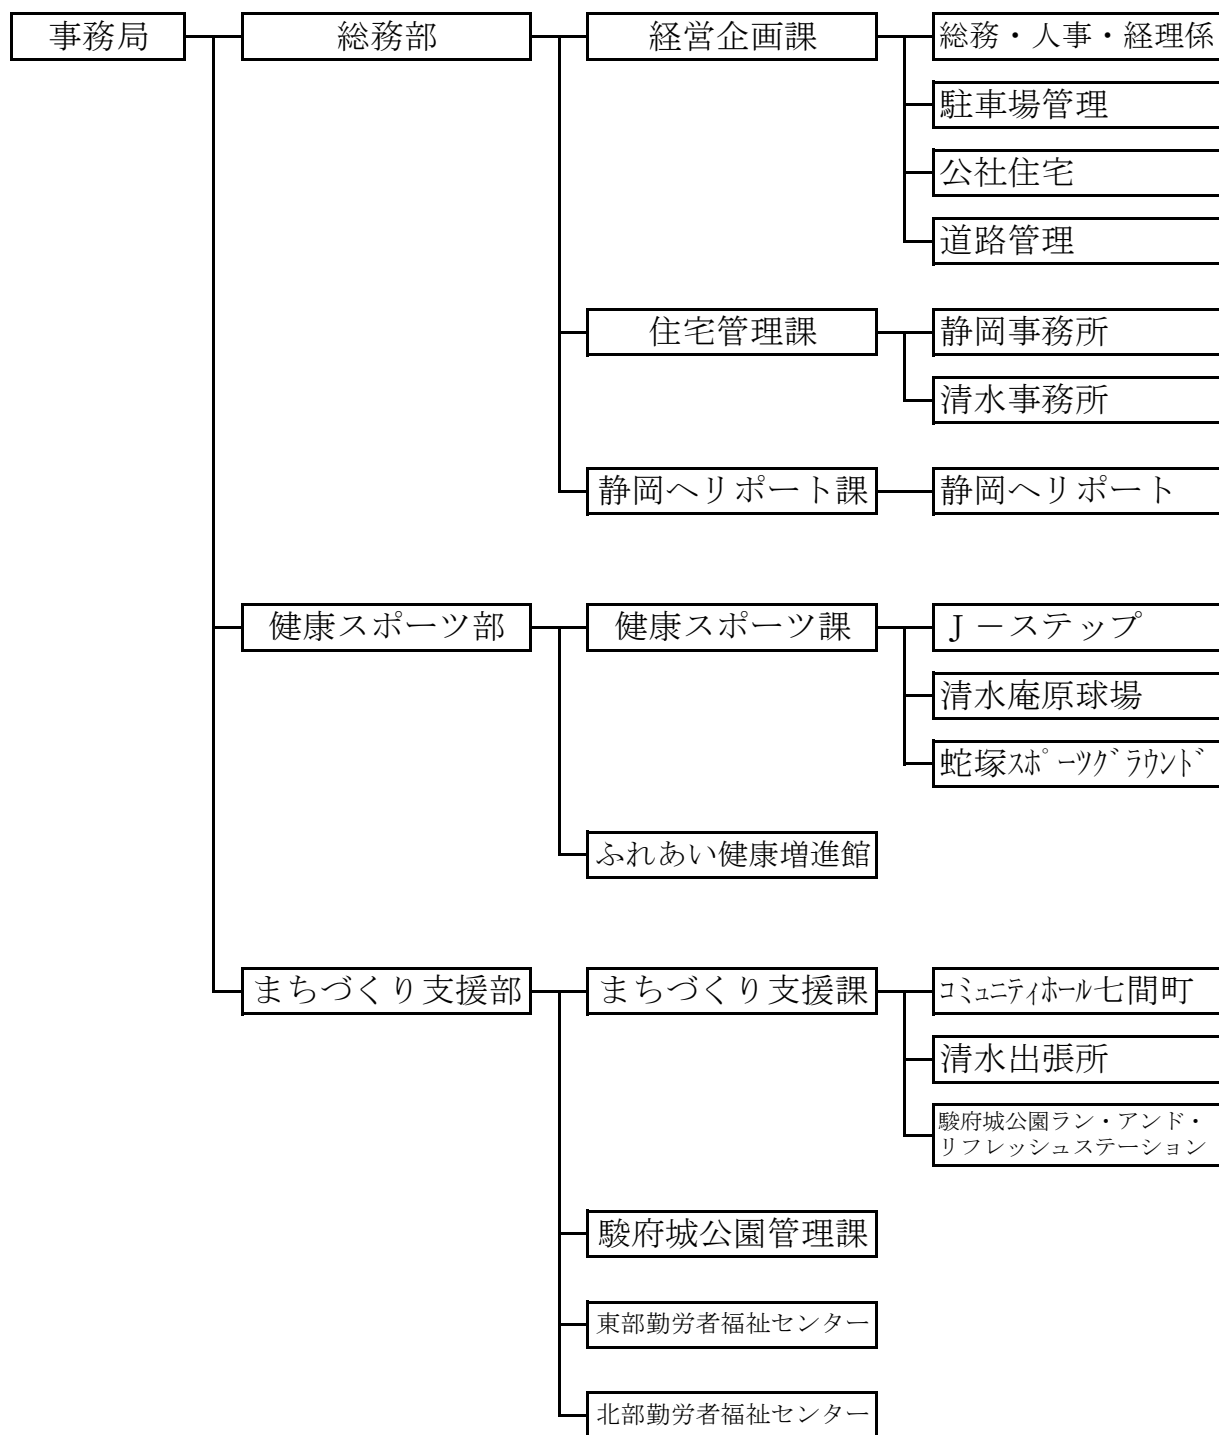 事務局
総務部
経営企画課
総務・人事・経理係
駐車場管理
公社住宅
道路管理
住宅管理課
静岡事務所
清水事務所
静岡ヘリポート課
静岡ヘリポート
健康スポーツ部
健康スポーツ課
J－ステップ
清水庵原球場
蛇塚ｽﾎﾟｰﾂｸﾞﾗｳﾝﾄﾞ
ふれあい健康増進館
まちづくり支援部
まちづくり支援課
ｺﾐｭﾆﾃｨﾎｰﾙ七間町
清水出張所
駿府城公園ラン・アンド・
リフレッシュステーション
駿府城公園管理課
東部勤労者福祉センター
北部勤労者福祉センター